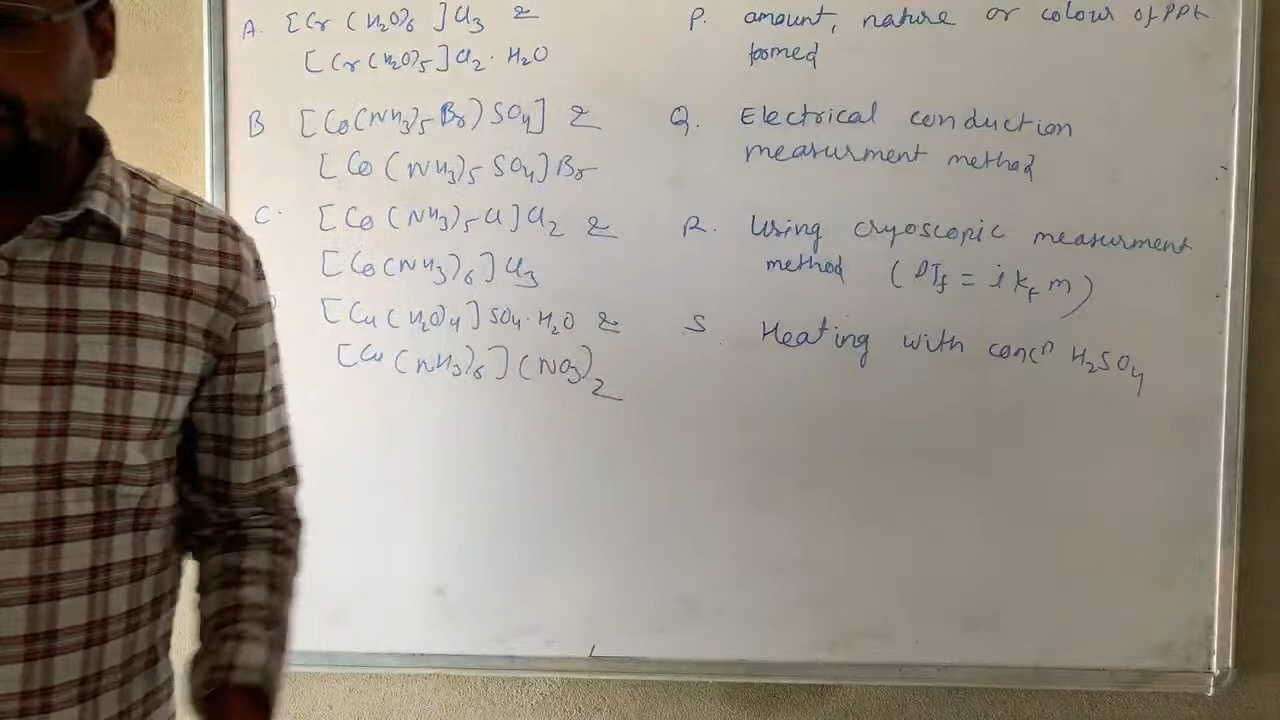 A. [Cr (H2O)6 ]Cl3 &
[Cr(H2O)5]Cl2. H2O
B [Co(NH3)5 Br) SO4] &
[Co (NH3)5 SO4] Br
C. [Co (NH3)5 Cl] Cl2 &
[Co(NH3)6] Cl3
[Cu (H2O)4] SO4. H2O &
[Cu (NH3)6] (NO3)2
P. amount, nature or colour of PPt
formed
Q. Electrical conduction
measurment method
R. Using cryoscopic measurment
method (ΔTf = i kf m)
S. Heating with concn H2SO4